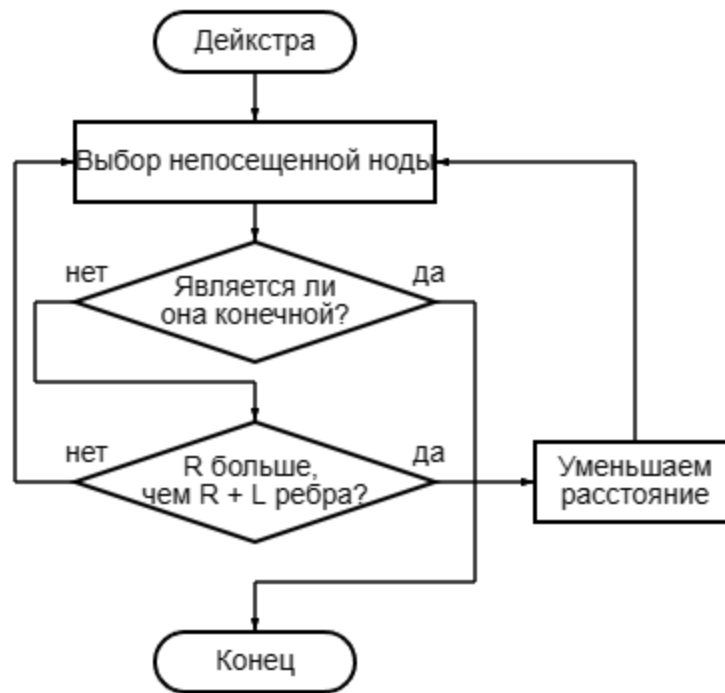 Дейкстра
Выбор непосещенной ноды
нет
да
Является ли
она конечной?
нет
да
R больше,
чем R + L ребра?
Уменьшаем
расстояние
Конец